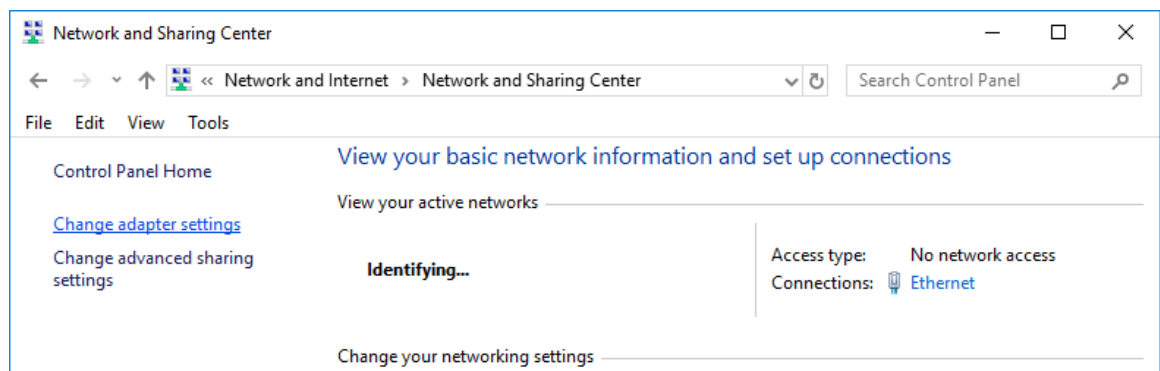 Network and Sharing Center
« Network and Internet > Network and Sharing Center
Search Control Panel
File Edit View Tools
Control Panel Home
Change adapter settings
Change advanced sharing
settings
View your basic network information and set up connections
View your active networks
Identifying...
Access type: No network access
Connections: Ethernet
Change your networking settings